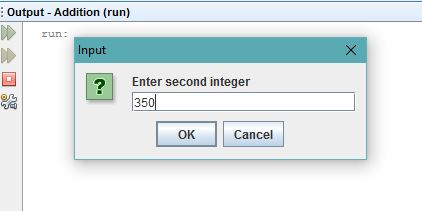 Output - Addition (run)
run:
Input
?
Enter second integer
350
OK
Cancel